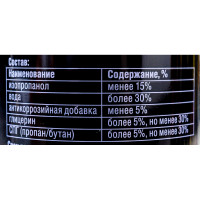 Состав:
Наименование Содержание, %
изопропанол менее 15%
вода более 30%
антикоррозийная добавка менее 5%
глицерин более 5%, но менее 30%
СПГ (пропан/бутан) более 5%, но менее 30%